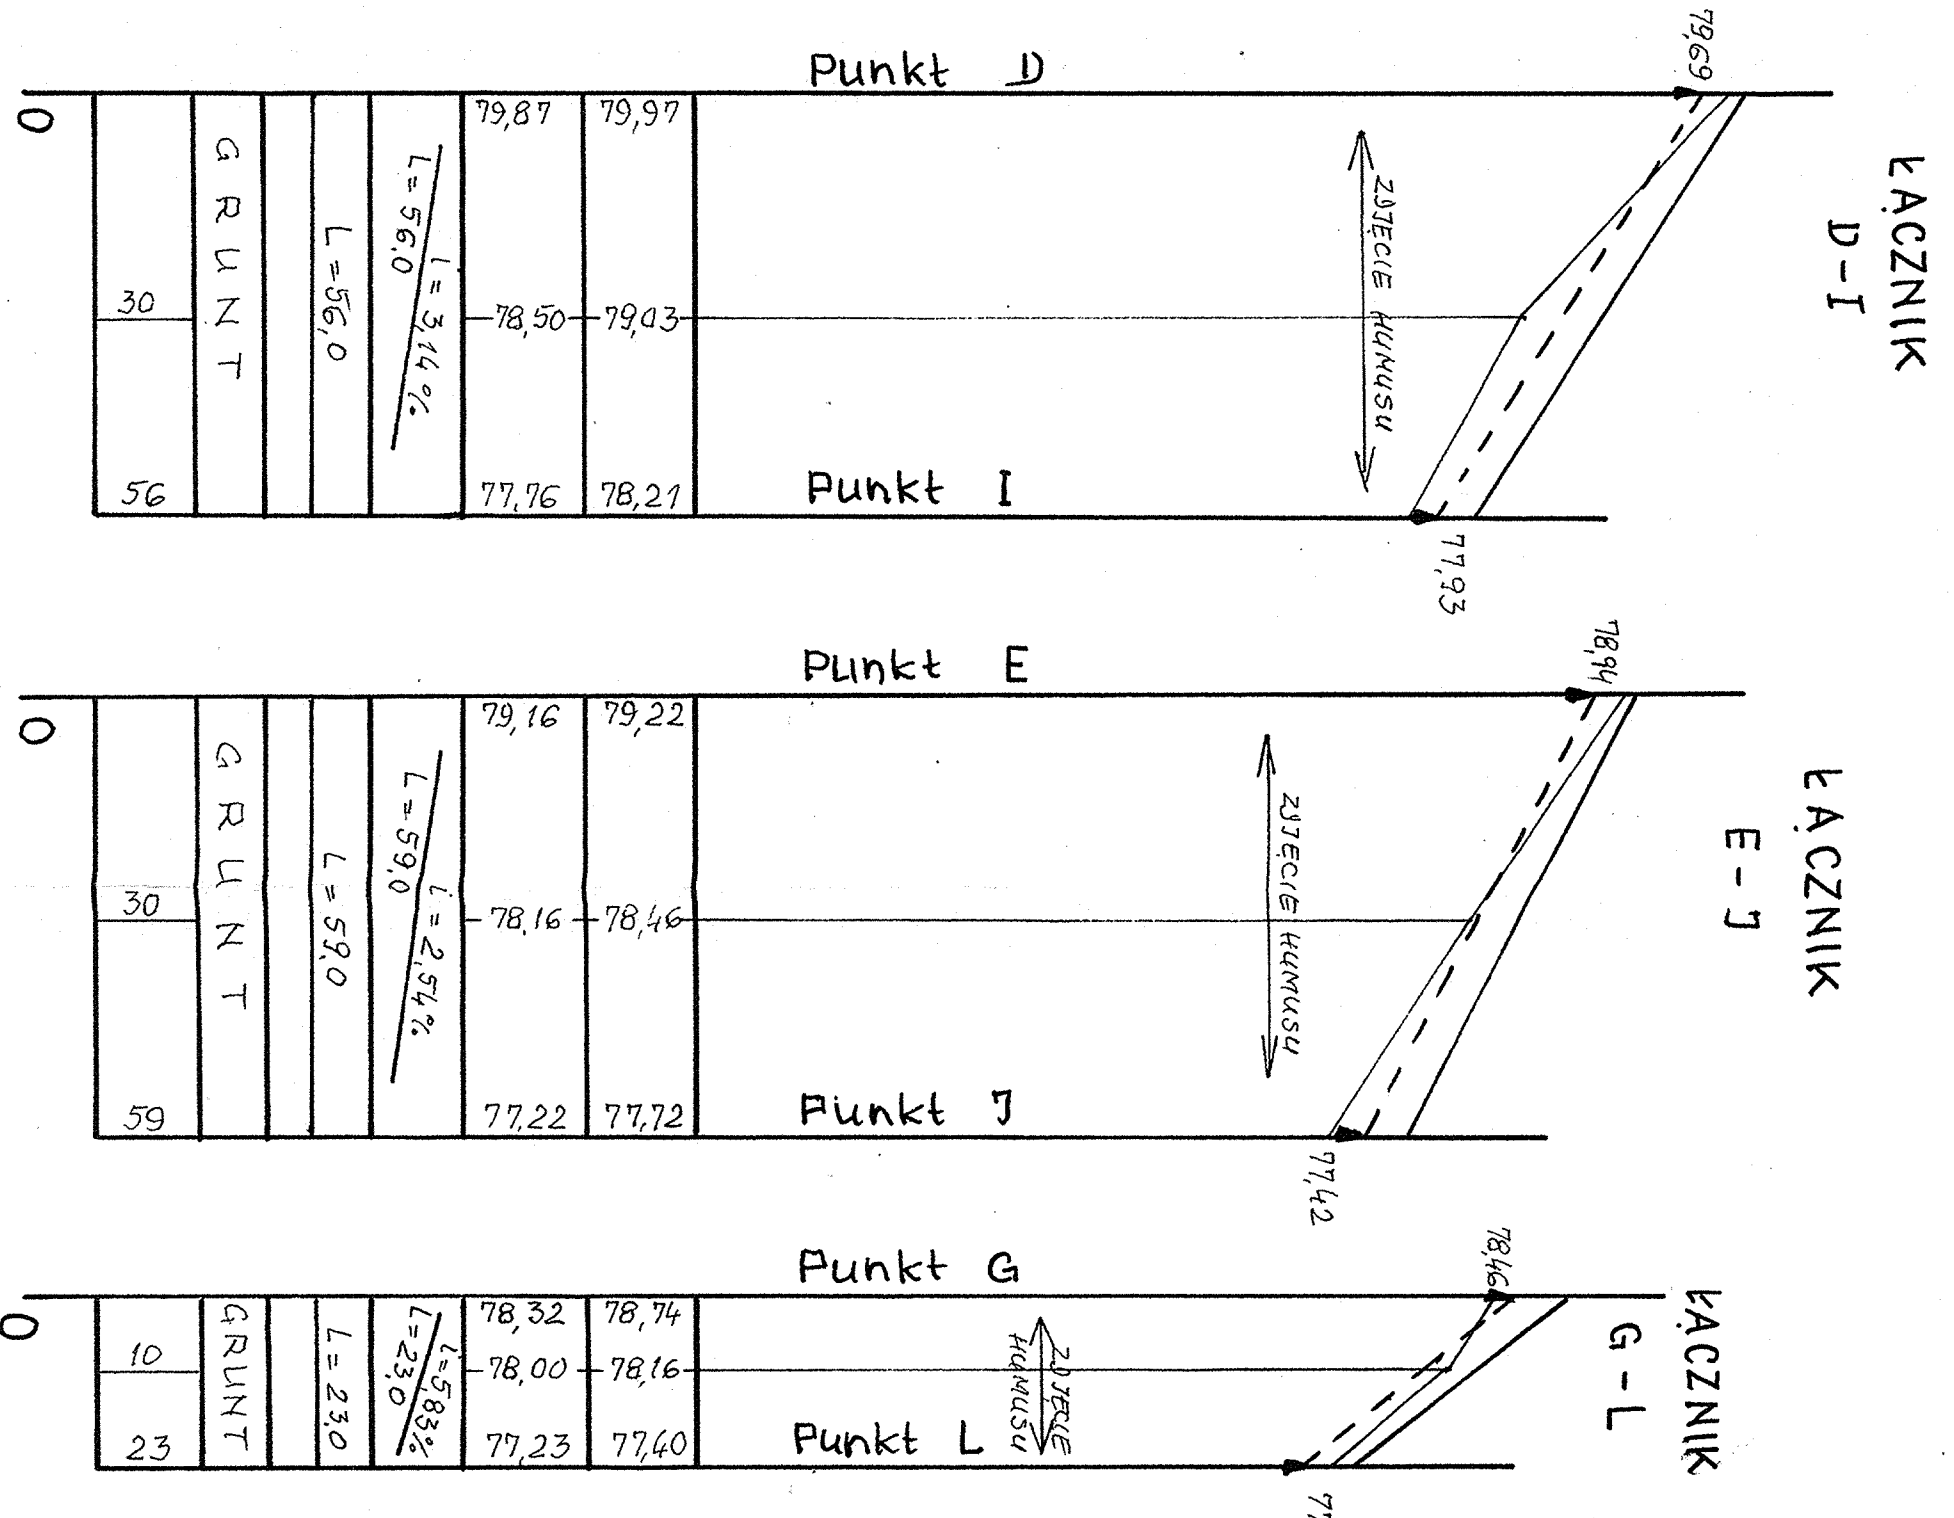 ŁĄCZNIK
D-I
79,69
Punkt D
0
79,87 79,97
GRUNT
L=56,0
L=56,0
i=3,14%
ZDJĘCIE HUMUSU
30
78,50 79,03
56
77,76 78,21
Punkt I
77,93
ŁĄCZNIK
E-J
78,94
Punkt E
0
79,16 79,22
GRUNT
L=59,0
L=59,0
i=2,54%
ZDJĘCIE HUMUSU
30
78,16 78,46
59
77,22 77,72
Punkt J
77,42
ŁĄCZNIK
G-L
78,46
Punkt G
0
78,32 78,74
GRUNT
L=23,0
L=23,0
i=5,83%
ZDJĘCIE
HUMUSU
10
78,00 78,16
23
77,23 77,40
Punkt L